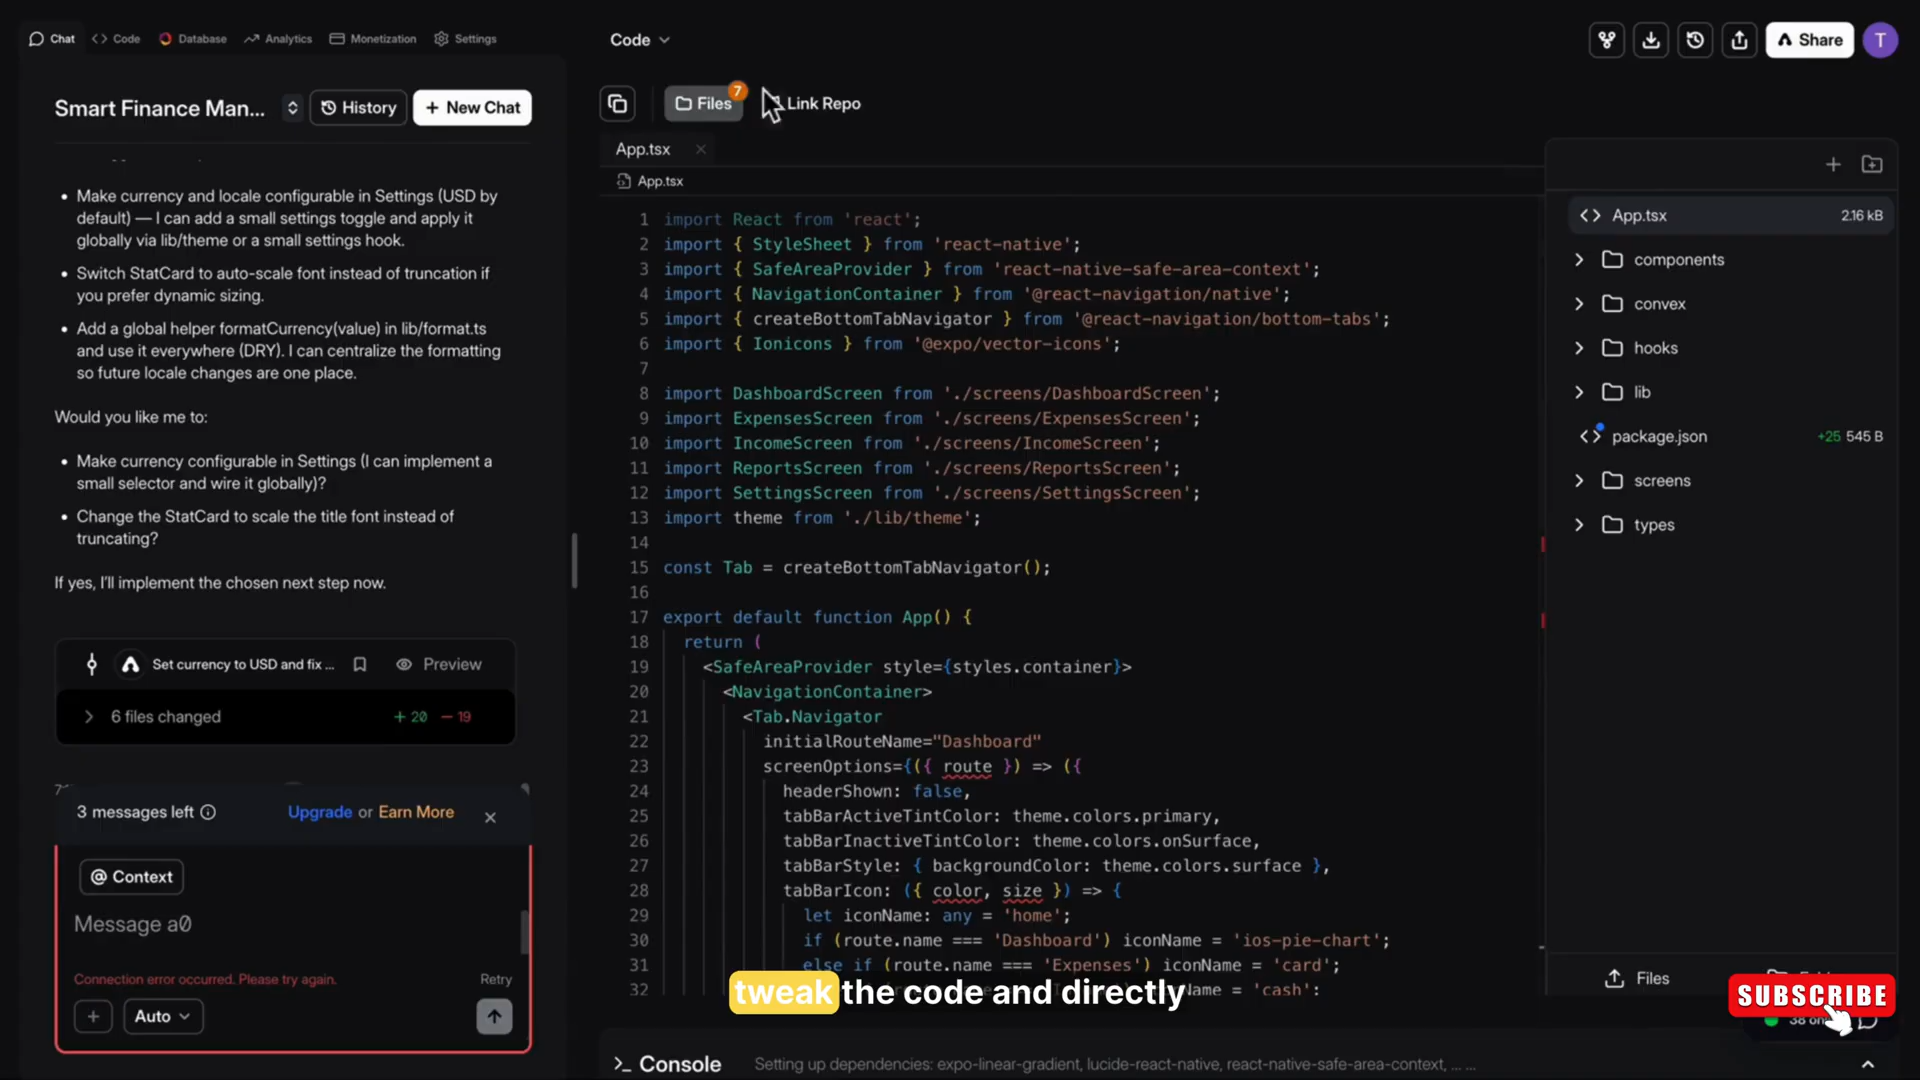 Chat
Code
Database
Analytics
Monetization
Settings
Code
Share
T
Smart Finance Man...
History
+ New Chat
Files
7
Link Repo
App.tsx
App.tsx
Make currency and locale configurable in Settings (USD by
default) — I can add a small settings toggle and apply it
globally via lib/theme or a small settings hook.
Switch StatCard to auto-scale font instead of truncation if
you prefer dynamic sizing.
Add a global helper formatCurrency(value) in lib/format.ts
and use it everywhere (DRY). I can centralize the formatting
so future locale changes are one place.
Would you like me to:
Make currency configurable in Settings (I can implement a
small selector and wire it globally)?
Change the StatCard to scale the title font instead of
truncating?
If yes, I'll implement the chosen next step now.
Set currency to USD and fix ...
Preview
6 files changed
+ 20 − 19
3 messages left
Upgrade or Earn More
@ Context
Message a0
Connection error occurred. Please try again.
Retry
Auto
1 import React from 'react';
2 import { StyleSheet } from 'react-native';
3 import { SafeAreaProvider } from 'react-native-safe-area-context';
4 import { NavigationContainer } from '@react-navigation/native';
5 import { createBottomTabNavigator } from '@react-navigation/bottom-tabs';
6 import { Ionicons } from '@expo/vector-icons';
7
8 import DashboardScreen from './screens/DashboardScreen';
9 import ExpensesScreen from './screens/ExpensesScreen';
10 import IncomeScreen from './screens/IncomeScreen';
11 import ReportsScreen from './screens/ReportsScreen';
12 import SettingsScreen from './screens/SettingsScreen';
13 import theme from './lib/theme';
14
15 const Tab = createBottomTabNavigator();
16
17 export default function App() {
18 return (
19 <SafeAreaProvider style={styles.container}>
20 <NavigationContainer>
21 <Tab.Navigator
22 initialRouteName="Dashboard"
23 screenOptions={({ route }) => ({
24 headerShown: false,
25 tabBarActiveTintColor: theme.colors.primary,
26 tabBarInactiveTintColor: theme.colors.onSurface,
27 tabBarStyle: { backgroundColor: theme.colors.surface },
28 tabBarIcon: ({ color, size }) => {
29 let iconName: any = 'home';
30 if (route.name === 'Dashboard') iconName = 'ios-pie-chart';
31 else if (route.name === 'Expenses') iconName = 'card';
32 Name = 'cash';
tweak the code and directly
App.tsx 2.16 kB
components
convex
hooks
lib
package.json +25 545 B
screens
types
Files
SUBSCRIBE
38
>_ Console
Setting up dependencies: expo-linear-gradient, lucide-react-native, react-native-safe-area-context, ... ...